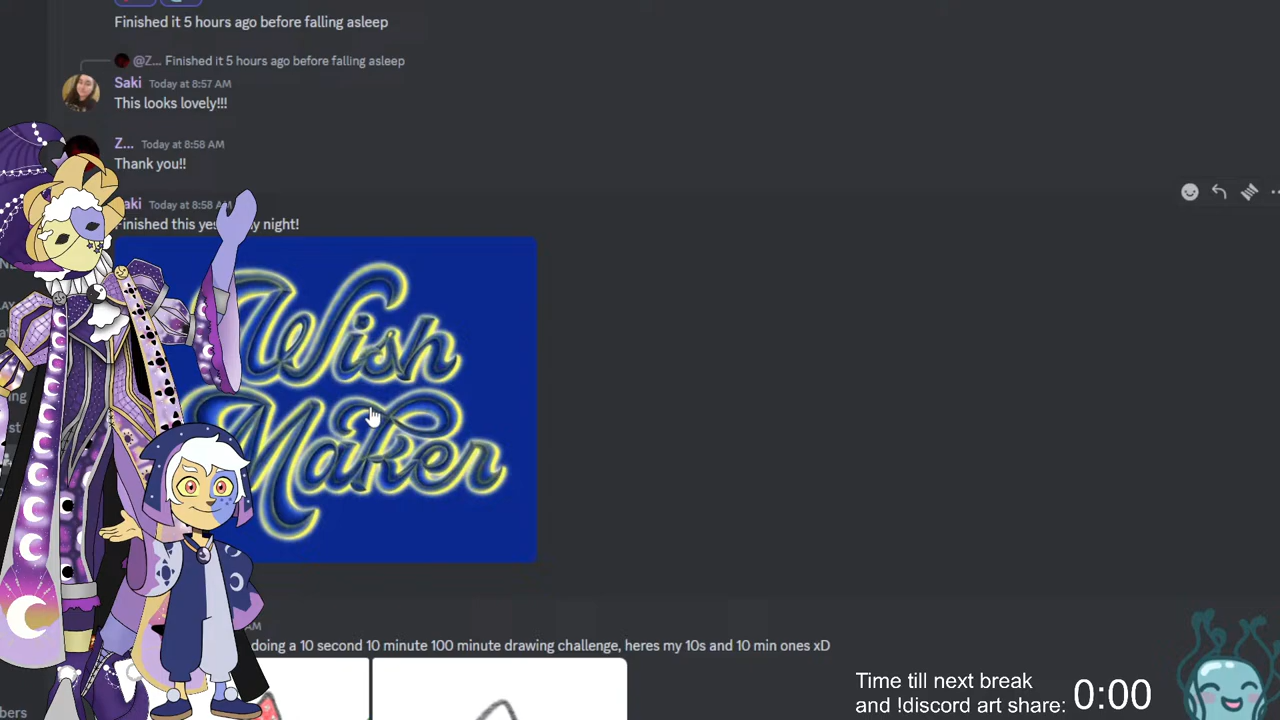 Finished it 5 hours ago before falling asleep
@Z... Finished it 5 hours ago before falling asleep
Saki Today at 8:57 AM
This looks lovely!!!
Z... Today at 8:58 AM
Thank you!!
aki Today at 8:58 AM
Finished this yes y night!
Wish
Maker
doing a 10 second 10 minute 100 minute drawing challenge, heres my 10s and 10 min ones xD
Time till next break
and !discord art share: 0:00
bers